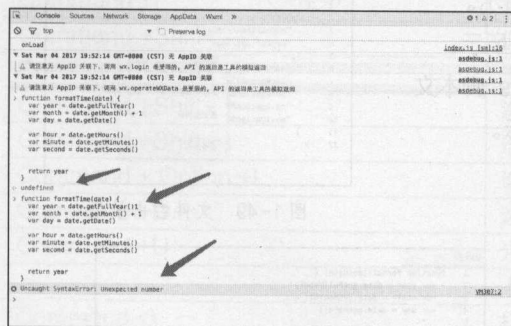 Console Sources Network Storage AppData Wxml »
1 2
top Preserve log
onLoad index.js [sm]:16
Sat Mar 04 2017 19:52:14 GMT+0800 (CST) 无 AppID 关联 asdebug.js:1
请注意无 AppID 关联下，调用 wx.login 是受限的, API 的返回是工具的模拟返回 asdebug.js:1
Sat Mar 04 2017 19:52:14 GMT+0800 (CST) 无 AppID 关联 asdebug.js:1
请注意无 AppID 关联下，调用 wx.operateWXData 是受限的, API 的返回是工具的模拟返回 asdebug.js:1
> function formatTime(date) {
var year = date.getFullYear()
var month = date.getMonth() + 1
var day = date.getDate()
var hour = date.getHours()
var minute = date.getMinutes()
var second = date.getSeconds()
return year
}
undefined
> function formatTime(date) {
var year = date.getFullYear()1
var month = date.getMonth() + 1
var day = date.getDate()
var hour = date.getHours()
var minute = date.getMinutes()
var second = date.getSeconds()
return year
}
Uncaught SyntaxError: Unexpected number VM307:2
>